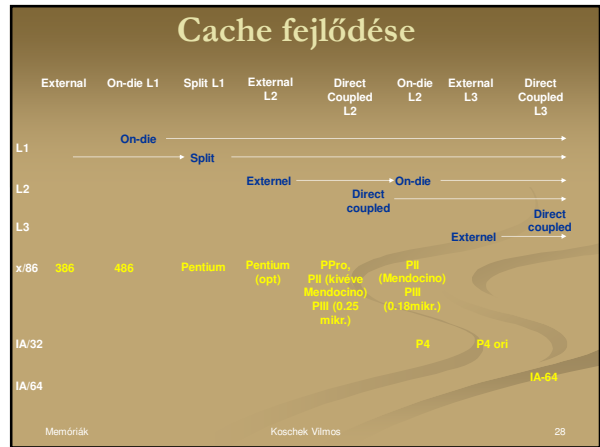 Cache fejlődése
External On-die L1 Split L1 External L2 Direct Coupled L2 On-die L2 External L3 Direct Coupled L3
On-die
L1
Split
L2 Externel On-die
Direct coupled
Direct coupled
L3
Externel
x/86 386 486 Pentium Pentium (opt) PPro, PII (kivéve Mendocino) PIII (0.25 mikr.) PII (Mendocino) PIII (0.18mikr.)
IA/32 P4 P4 ori
IA-64
IA/64
Memóriák Koschek Vilmos 28